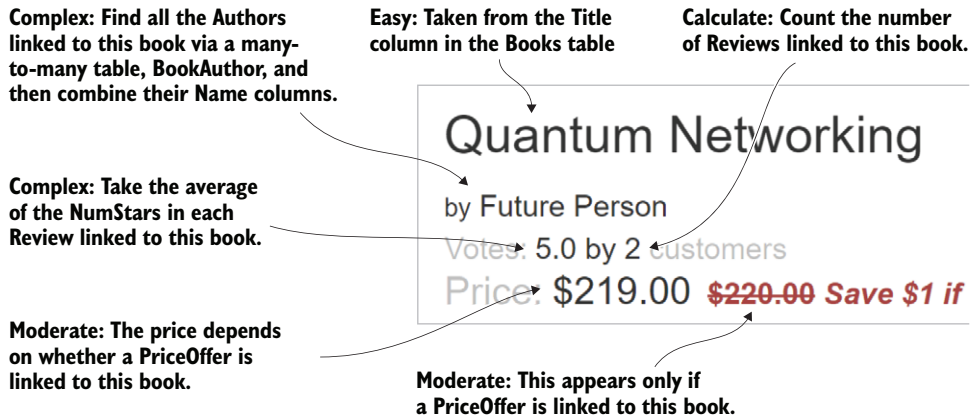 Complex: Find all the Authors
linked to this book via a many-
to-many table, BookAuthor, and
then combine their Name columns.
Easy: Taken from the Title
column in the Books table
Calculate: Count the number
of Reviews linked to this book.
Quantum Networking
by Future Person
Votes: 5.0 by 2 customers
Price: $219.00 $220.00 Save $1 if
Complex: Take the average
of the NumStars in each
Review linked to this book.
Moderate: The price depends
on whether a PriceOffer is
linked to this book.
Moderate: This appears only if
a PriceOffer is linked to this book.